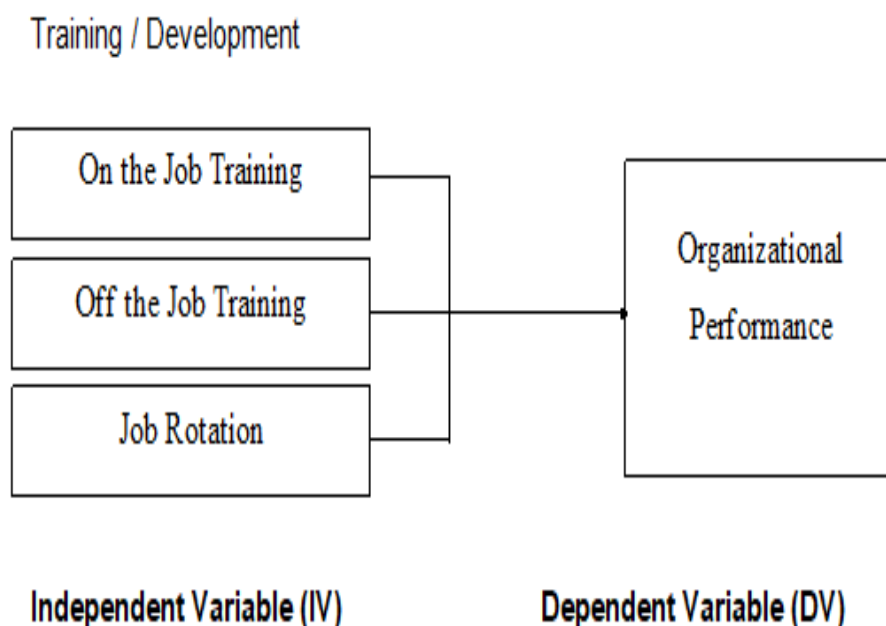 Training / Development
On the Job Training
Off the Job Training
Job Rotation
Organizational
Performance
Independent Variable (IV)
Dependent Variable (DV)